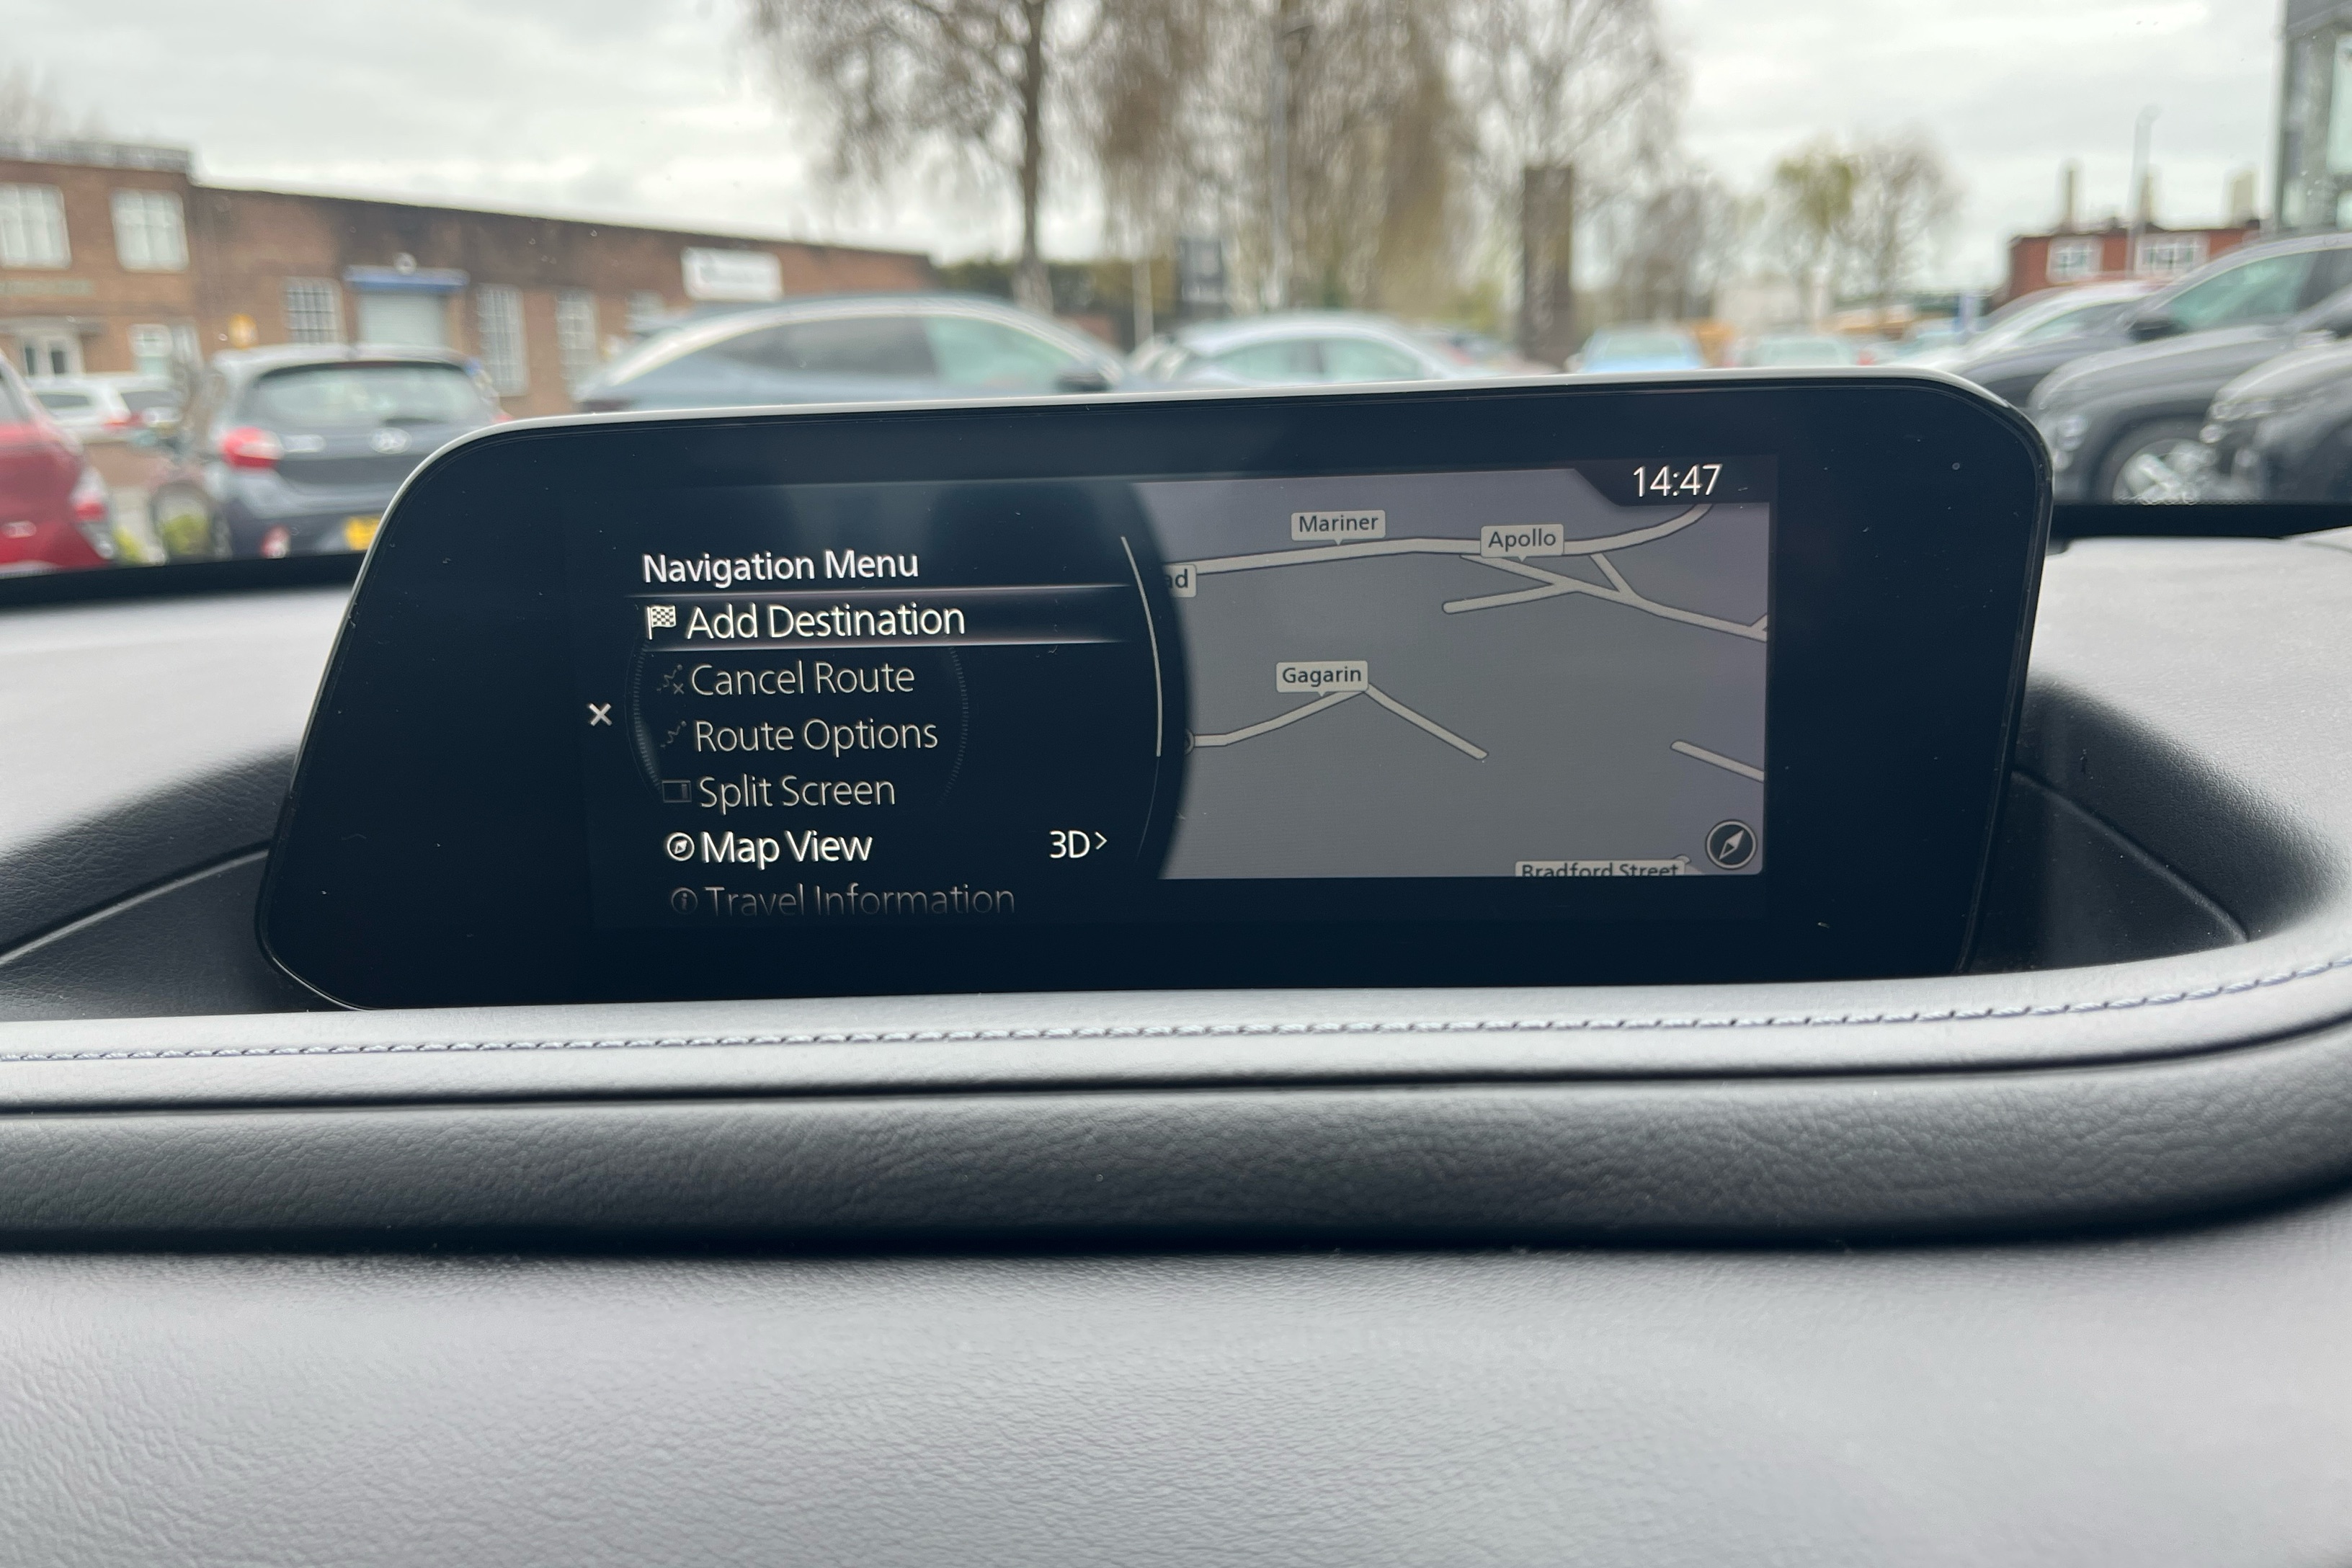 14:47
Navigation Menu
Add Destination
Cancel Route
Route Options
Split Screen
Map View 3D>
Travel Information
Mariner
Apollo
ad
Gagarin
Bradford Street